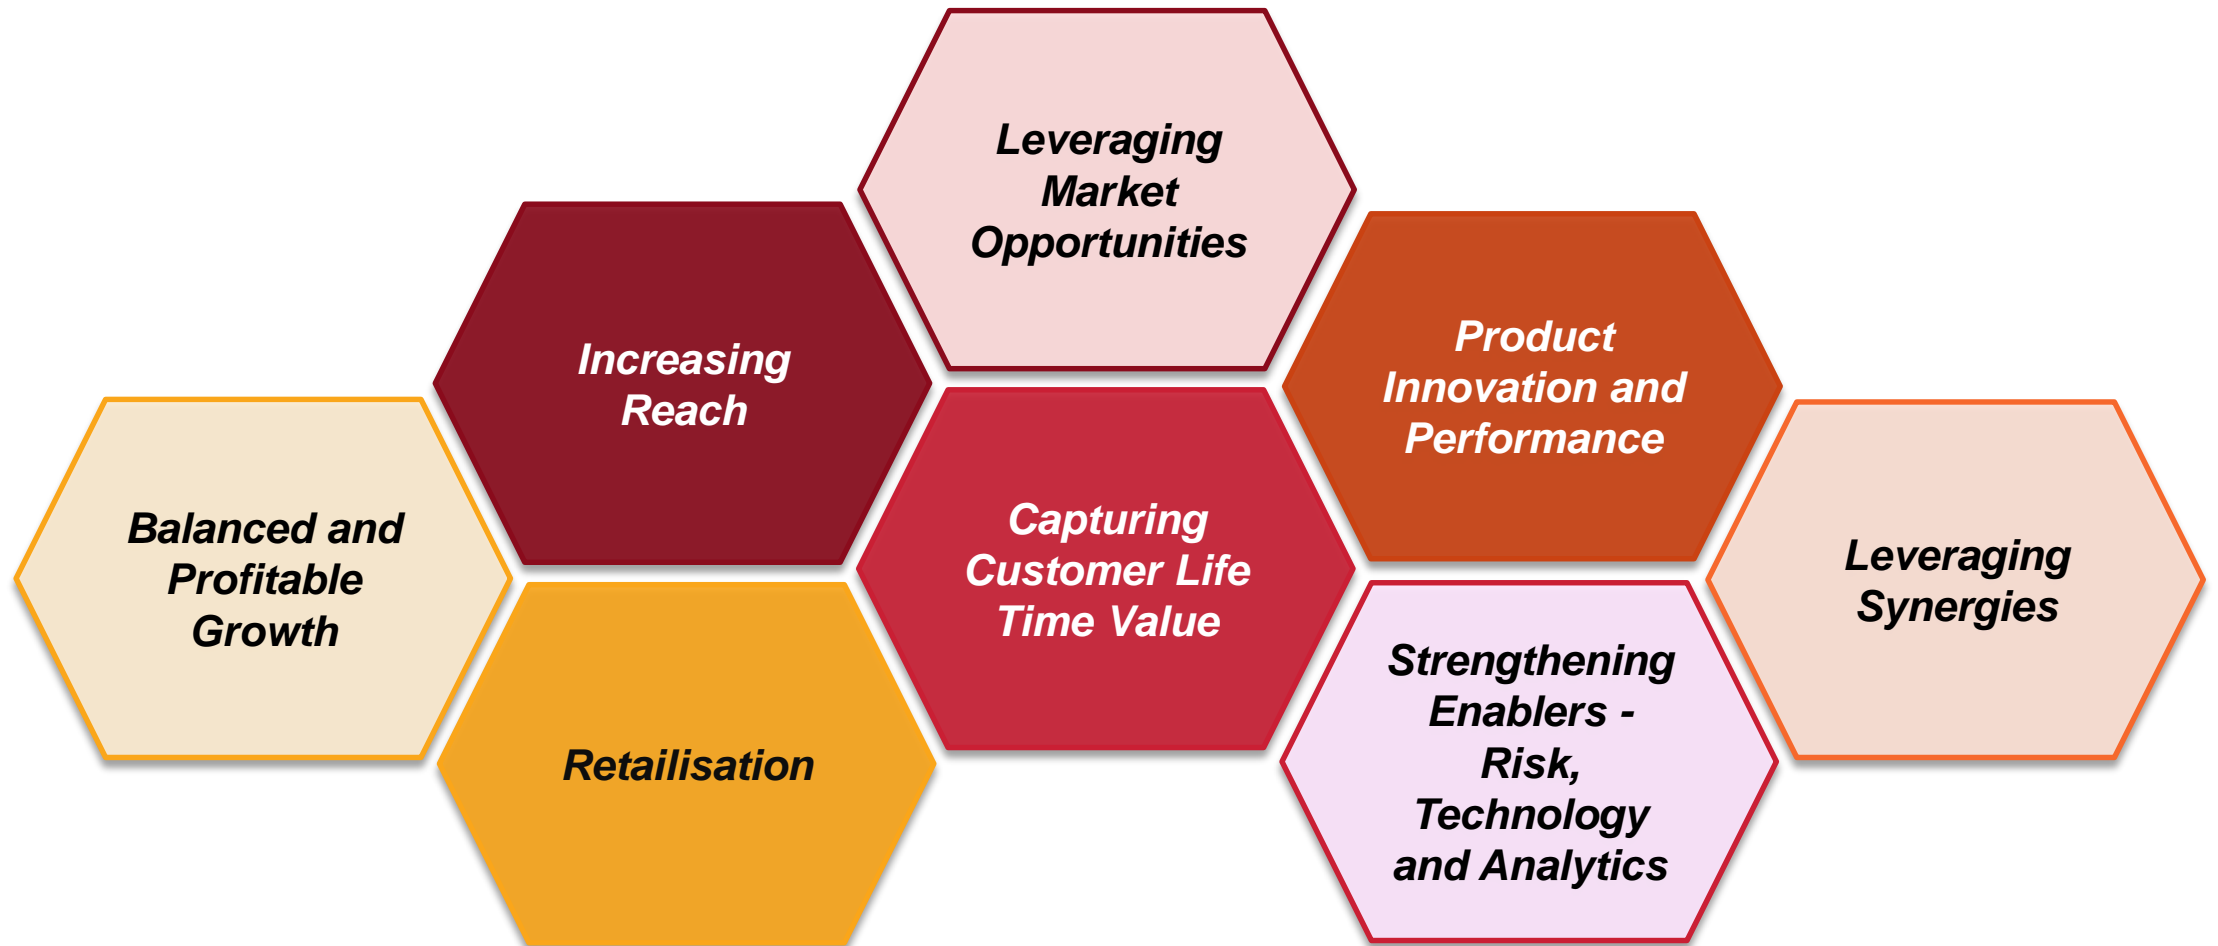 Leveraging
Market
Opportunities
Increasing
Reach
Product
Innovation and
Performance
Balanced and
Profitable
Growth
Capturing
Customer Life
Time Value
Leveraging
Synergies
Retailisation
Strengthening
Enablers -
Risk,
Technology
and Analytics